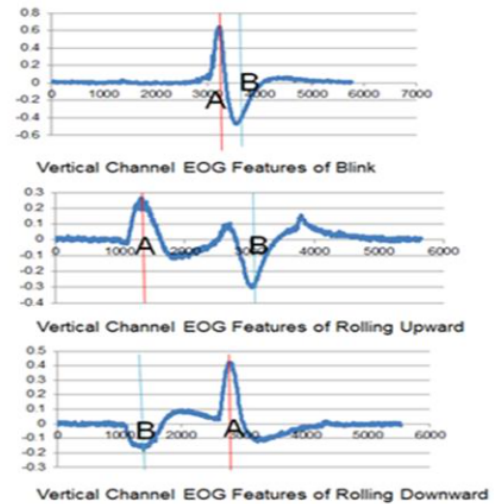 0.8
0.6
0.4
0.2
0
-0.2
-0.4
-0.6
0 1000 2000 3000 4000 5000 6000 7000
A B
Vertical Channel EOG Features of Blink
0.3
0.2
0.1
0
-0.1
-0.2
-0.3
-0.4
0 1000 2000 3000 4000 5000 6000
A B
Vertical Channel EOG Features of Rolling Upward
0.5
0.4
0.3
0.2
0.1
0
-0.1
-0.2
-0.3
0 1000 2000 3000 4000 5000 6000
B A
Vertical Channel EOG Features of Rolling Downward